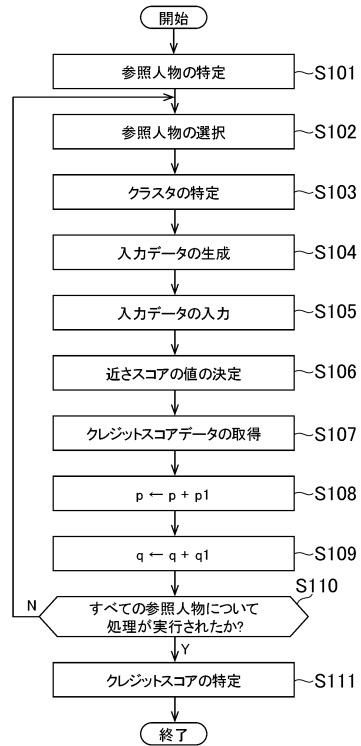 開始
参照人物の特定 S101
参照人物の選択 S102
クラスタの特定 S103
入力データの生成 S104
入力データの入力 S105
近さスコアの値の決定 S106
クレジットスコアデータの取得 S107
p ← p + p1 S108
q ← q + q1 S109
S110
N すべての参照人物について
処理が実行されたか?
Y
クレジットスコアの特定 S111
終了